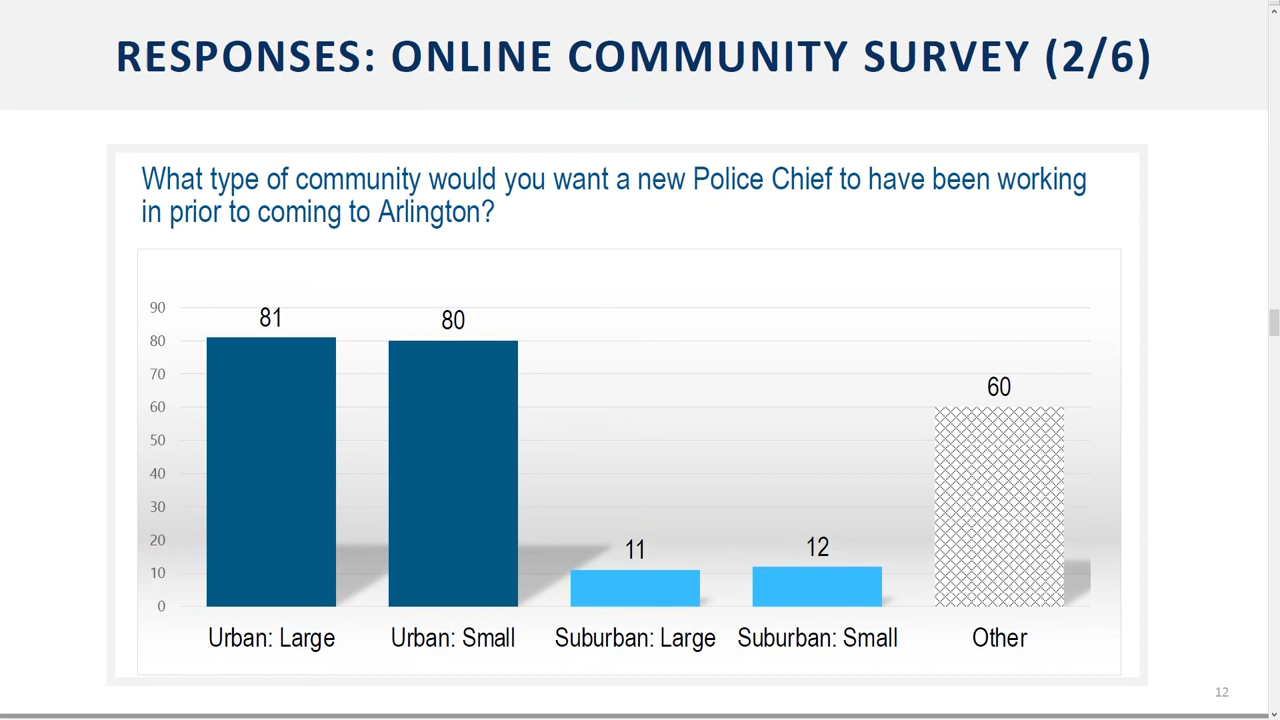 RESPONSES: ONLINE COMMUNITY SURVEY (2/6)
What type of community would you want a new Police Chief to have been working
in prior to coming to Arlington?
90
80
70
60
50
40
30
20
10
0
81
80
11
12
60
Urban: Large
Urban: Small
Suburban: Large
Suburban: Small
Other
12